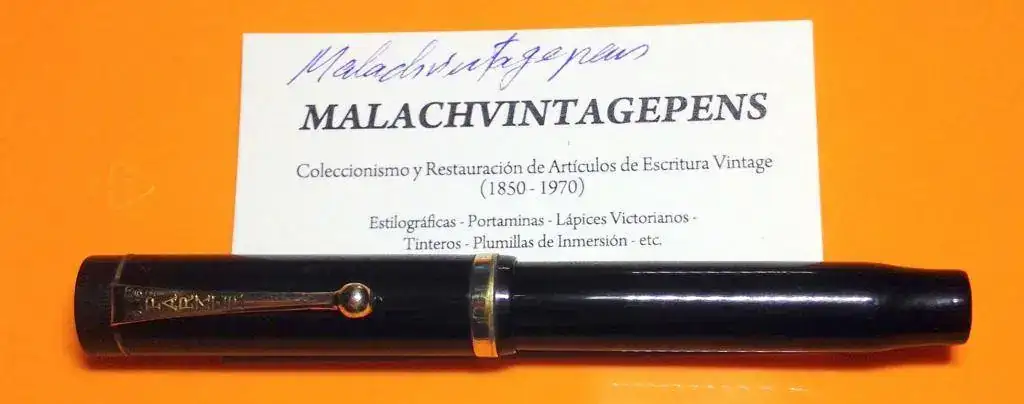 Malachvintagepens
MALACHVINTAGEPENS
Coleccionismo y Restauración de Artículos de Escritura Vintage
(1850 - 1970)
Estilográficas - Portaminas - Lápices Victorianos -
Tinteros - Plumillas de Inmersión - etc.